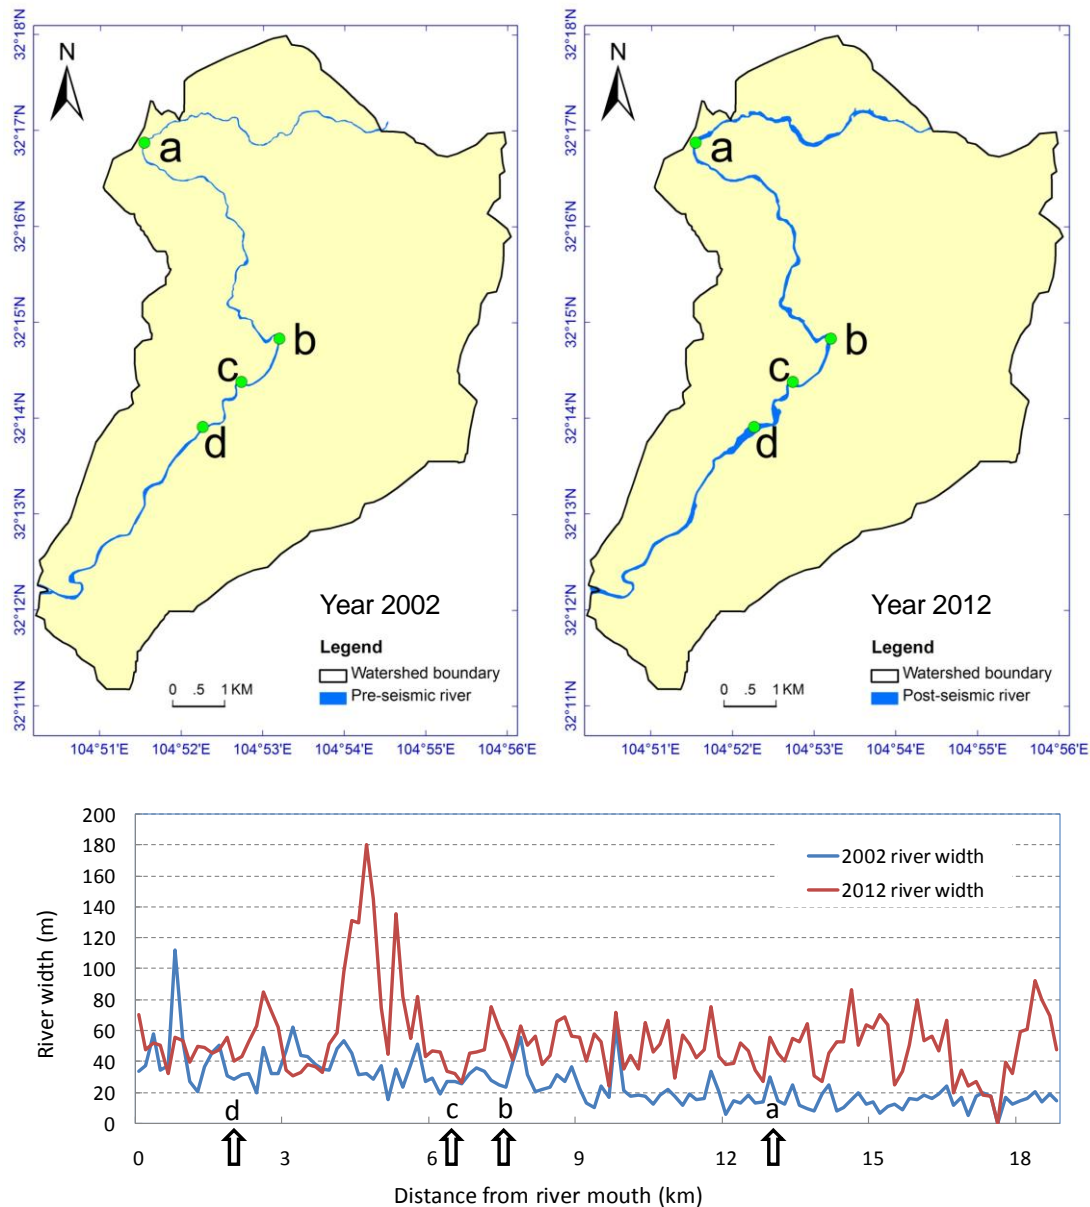 32°18'N
32°17'N
32°16'N
32°15'N
32°14'N
32°13'N
32°12'N
32°11'N
N
a
b
c
d
Year 2002
Legend
Watershed boundary
Pre-seismic river
0 .5 1 KM
104°51'E 104°52'E 104°53'E 104°54'E 104°55'E 104°56'E
32°18'N
32°17'N
32°16'N
32°15'N
32°14'N
32°13'N
32°12'N
32°11'N
N
a
b
c
d
Year 2012
Legend
Watershed boundary
Post-seismic river
0 .5 1 KM
104°51'E 104°52'E 104°53'E 104°54'E 104°55'E 104°56'E
River width (m)
200
180
160
140
120
100
80
60
40
20
0
2002 river width
2012 river width
d c b a
0 3 6 9 12 15 18
Distance from river mouth (km)